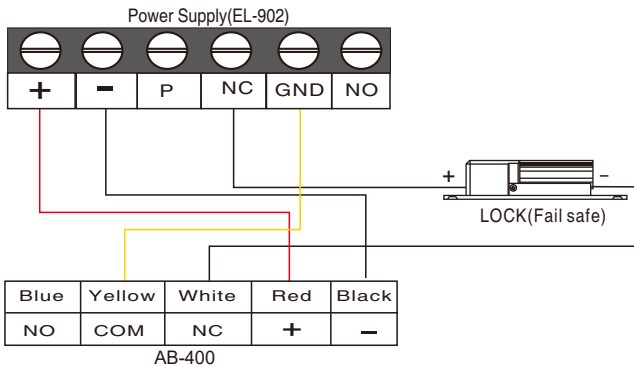 Power Supply(EL-902)
+ − P NC GND NO
+ −
LOCK(Fail safe)
Blue Yellow White Red Black
NO COM NC + −
AB-400